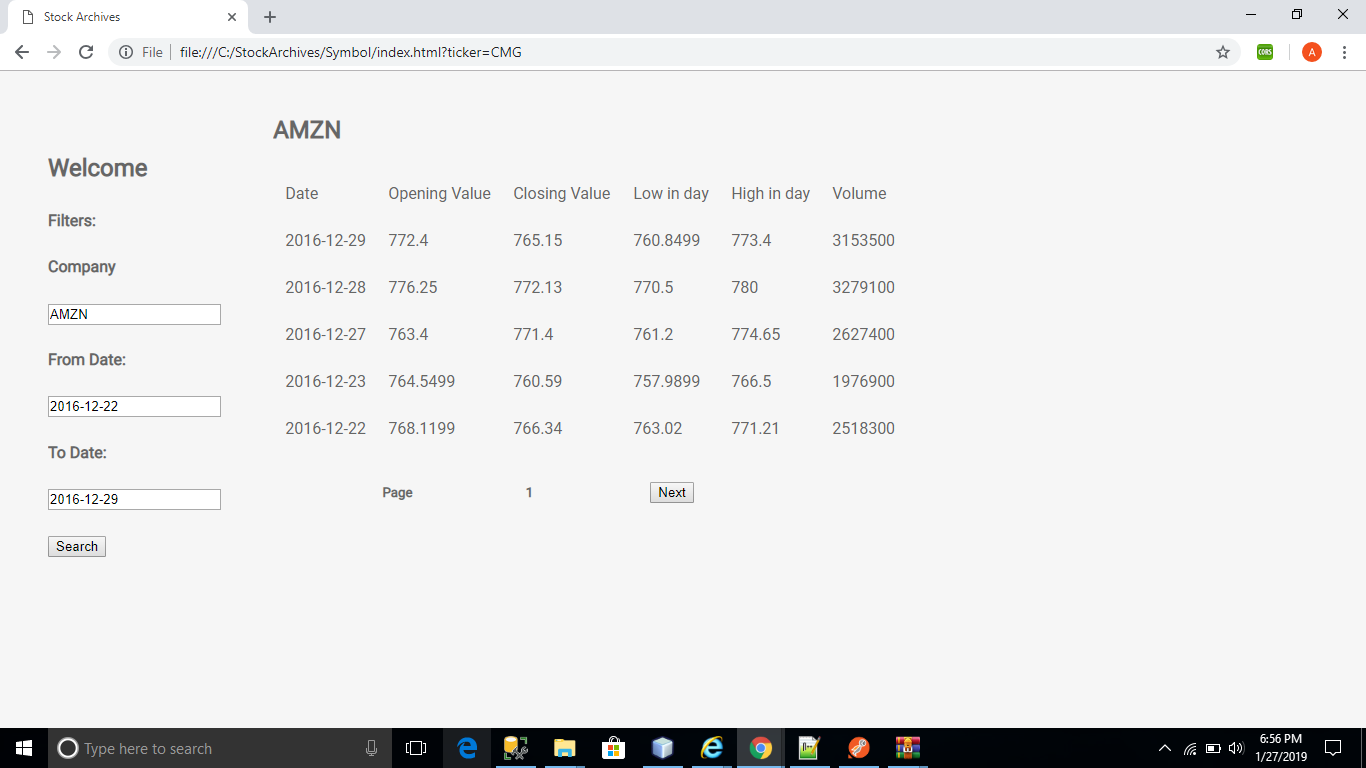 Stock Archives
File file:///C:/StockArchives/Symbol/index.html?ticker=CMG
CORS
A
AMZN
Welcome
Filters:
Company
AMZN
From Date:
2016-12-22
To Date:
2016-12-29
Search
Date Opening Value Closing Value Low in day High in day Volume
2016-12-29 772.4 765.15 760.8499 773.4 3153500
2016-12-28 776.25 772.13 770.5 780 3279100
2016-12-27 763.4 771.4 761.2 774.65 2627400
2016-12-23 764.5499 760.59 757.9899 766.5 1976900
2016-12-22 768.1199 766.34 763.02 771.21 2518300
Page 1 Next
Type here to search
6:56 PM
1/27/2019